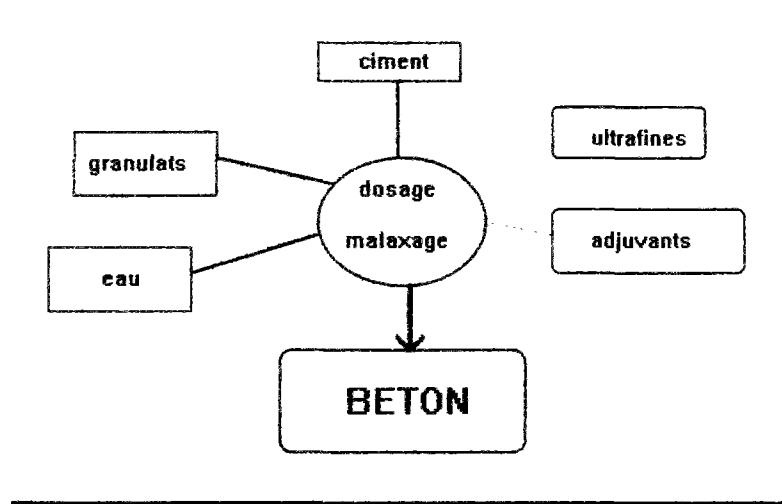 ciment
ultrafines
granulats
dosage
malaxage
adjuvants
eau
BETON